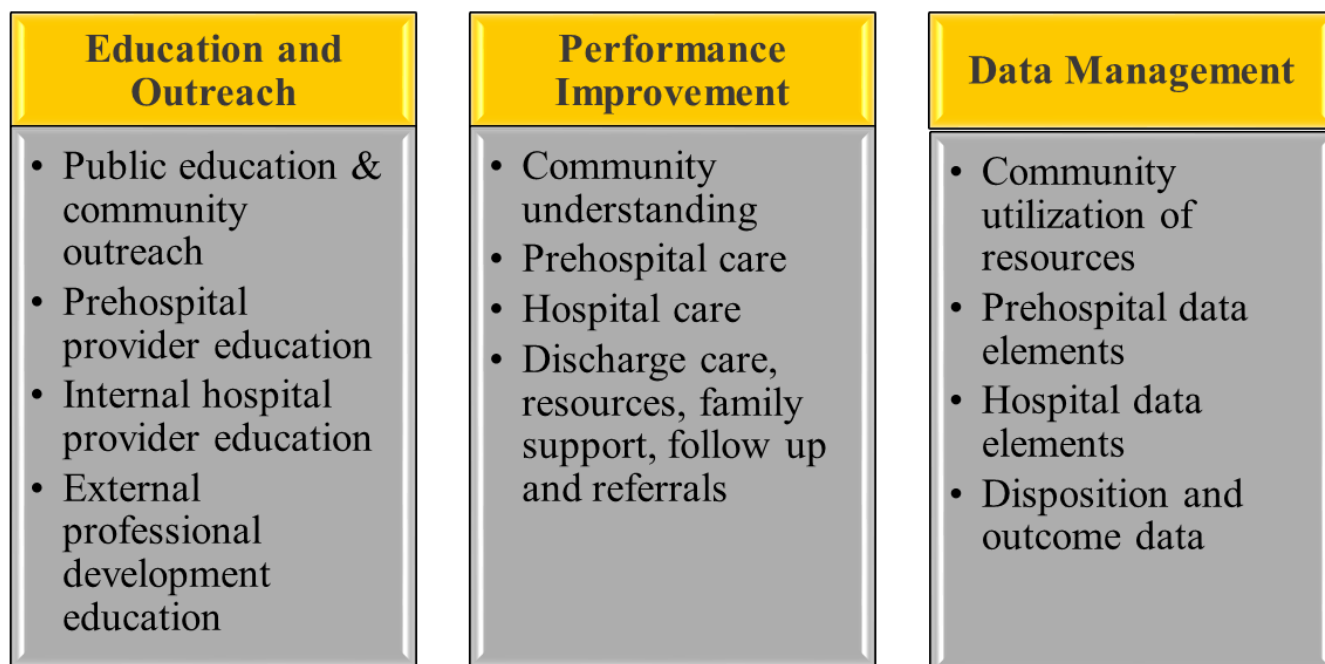 Education and
Outreach
• Public education &
community
outreach
• Prehospital
provider education
• Internal hospital
provider education
• External
professional
development
education
Performance
Improvement
• Community
understanding
• Prehospital care
• Hospital care
• Discharge care,
resources, family
support, follow up
and referrals
Data Management
• Community
utilization of
resources
• Prehospital data
elements
• Hospital data
elements
• Disposition and
outcome data